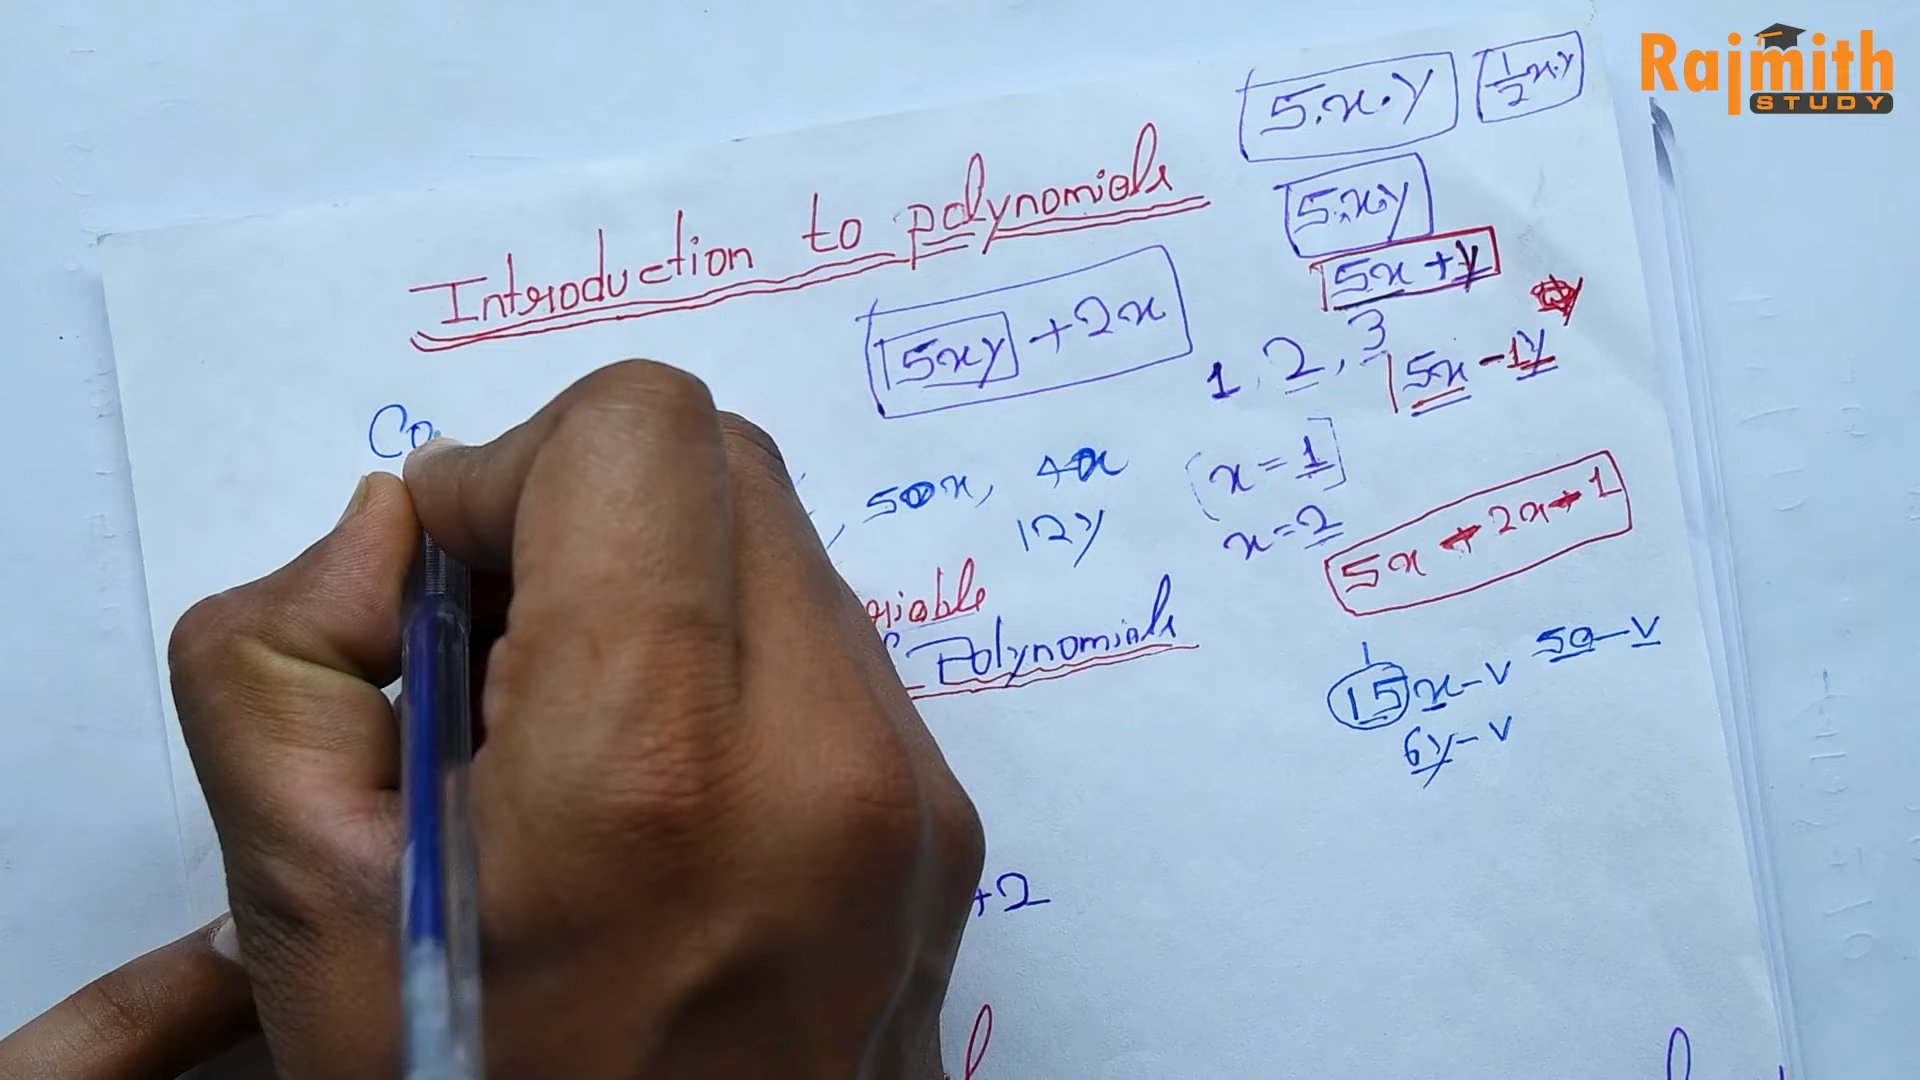 Rajmith
STUDY
5.x.y
1/2 x.y
Introduction to polynomials
5.x.y
5x + y
5xy + 2x
1, 2, 3
5x - 1y
Co
, 50x, 4x
12y
x = 1
x = 2
5x + 2x + 1
Polynomials
15x - v
5a - v
6y - v
+2